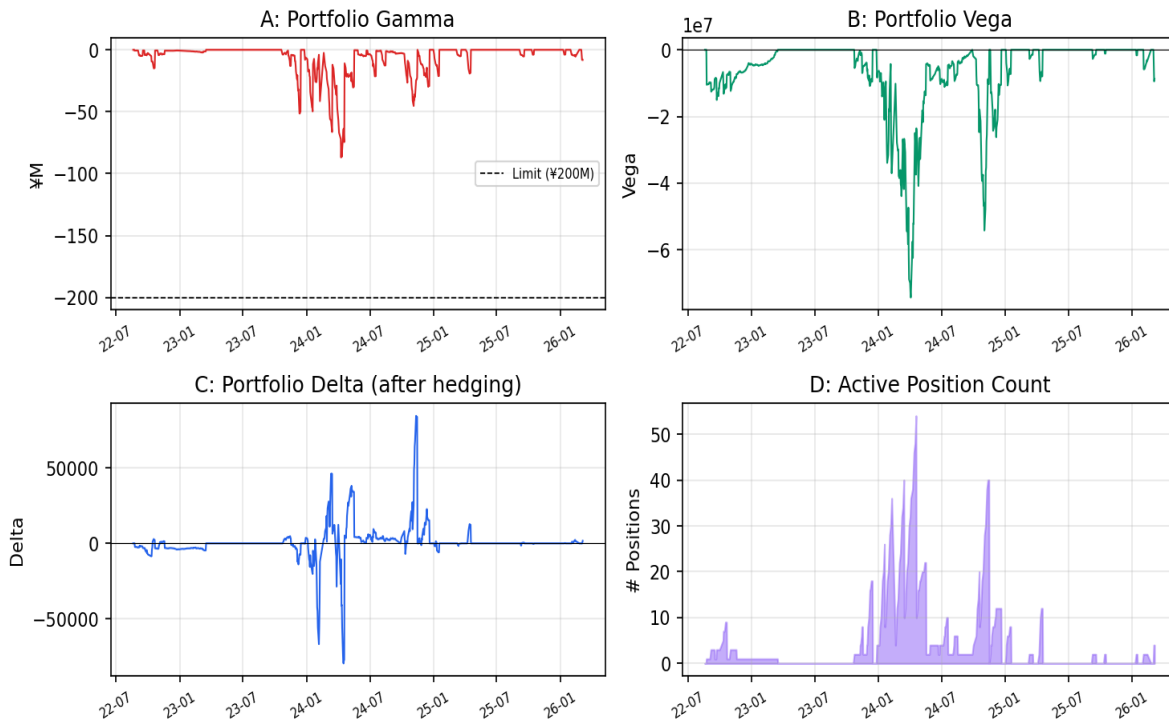 A: Portfolio Gamma
¥M
0
−50
−100
−150
−200
Limit (¥200M)
22-07 23-01 23-07 24-01 24-07 25-01 25-07 26-01
B: Portfolio Vega
1e7
Vega
0
−2
−4
−6
22-07 23-01 23-07 24-01 24-07 25-01 25-07 26-01
C: Portfolio Delta (after hedging)
Delta
50000
0
−50000
22-07 23-01 23-07 24-01 24-07 25-01 25-07 26-01
D: Active Position Count
# Positions
50
40
30
20
10
0
22-07 23-01 23-07 24-01 24-07 25-01 25-07 26-01